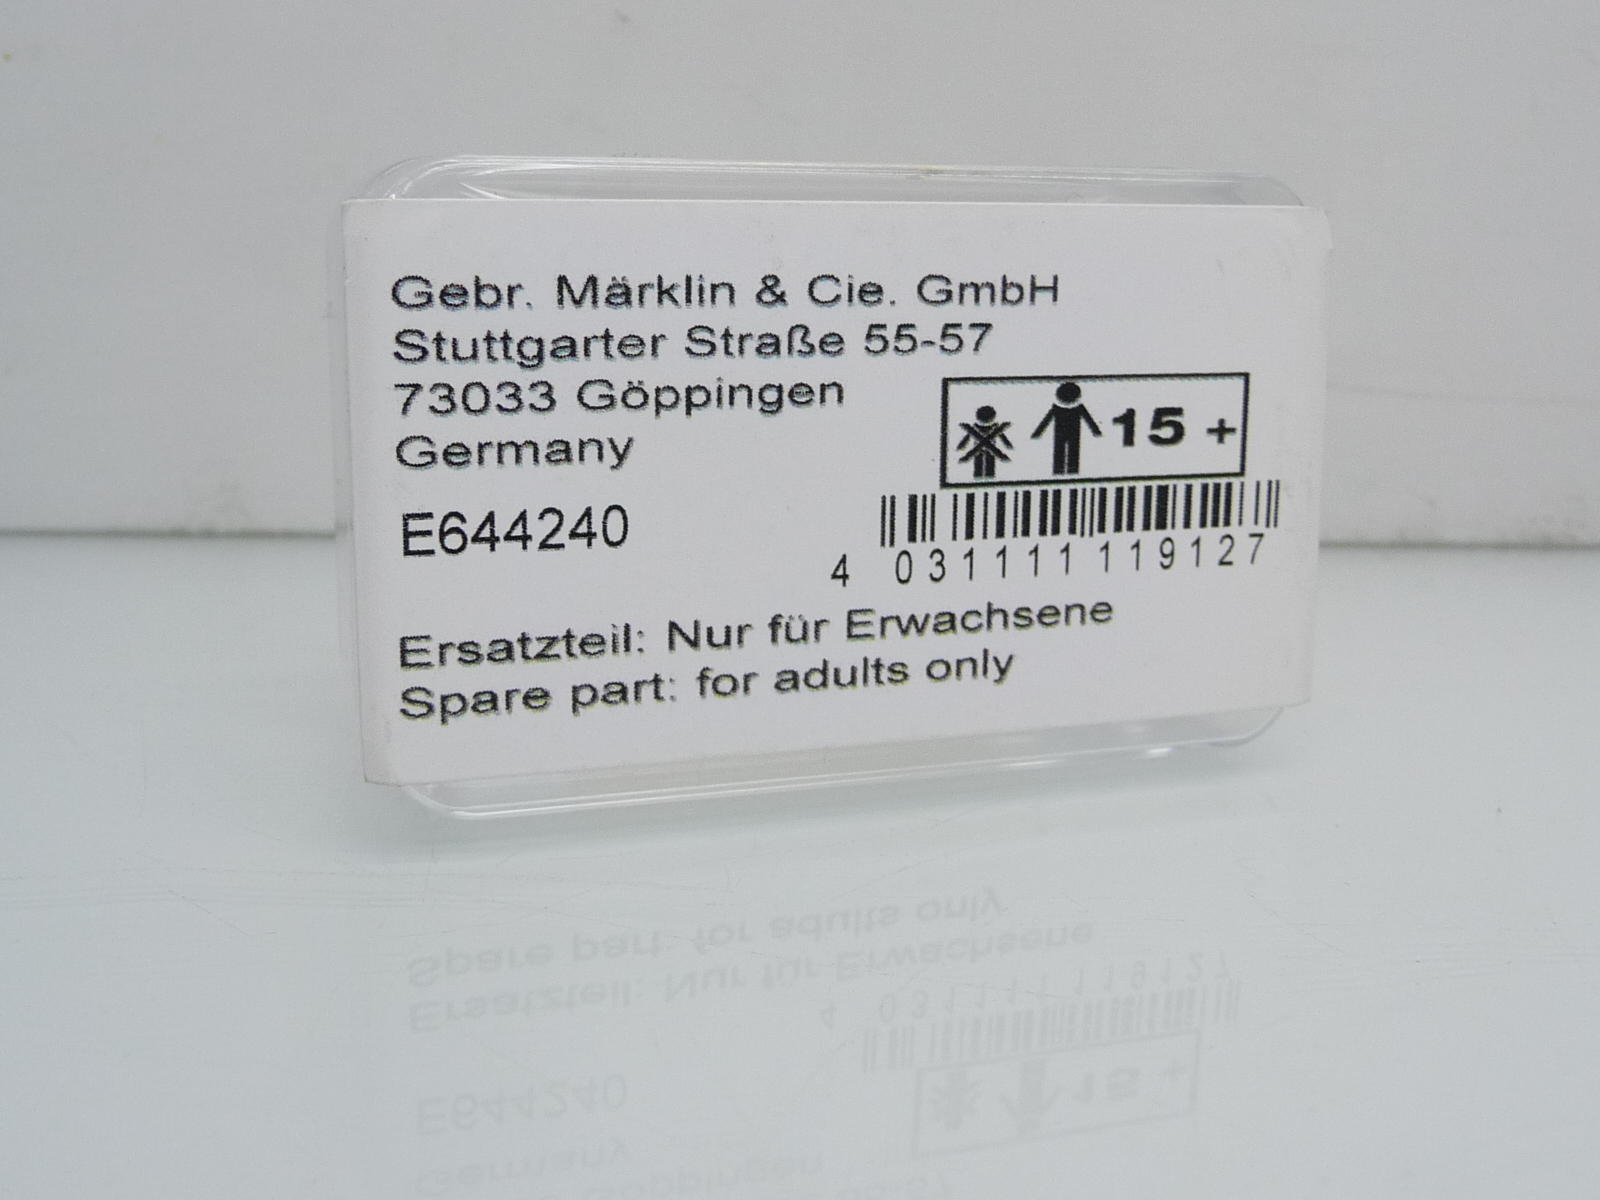 Gebr. Märklin & Cie. GmbH
Stuttgarter Straße 55-57
73033 Göppingen
Germany
15 +
E644240
4 031111 119127
Ersatzteil: Nur für Erwachsene
Spare part: for adults only